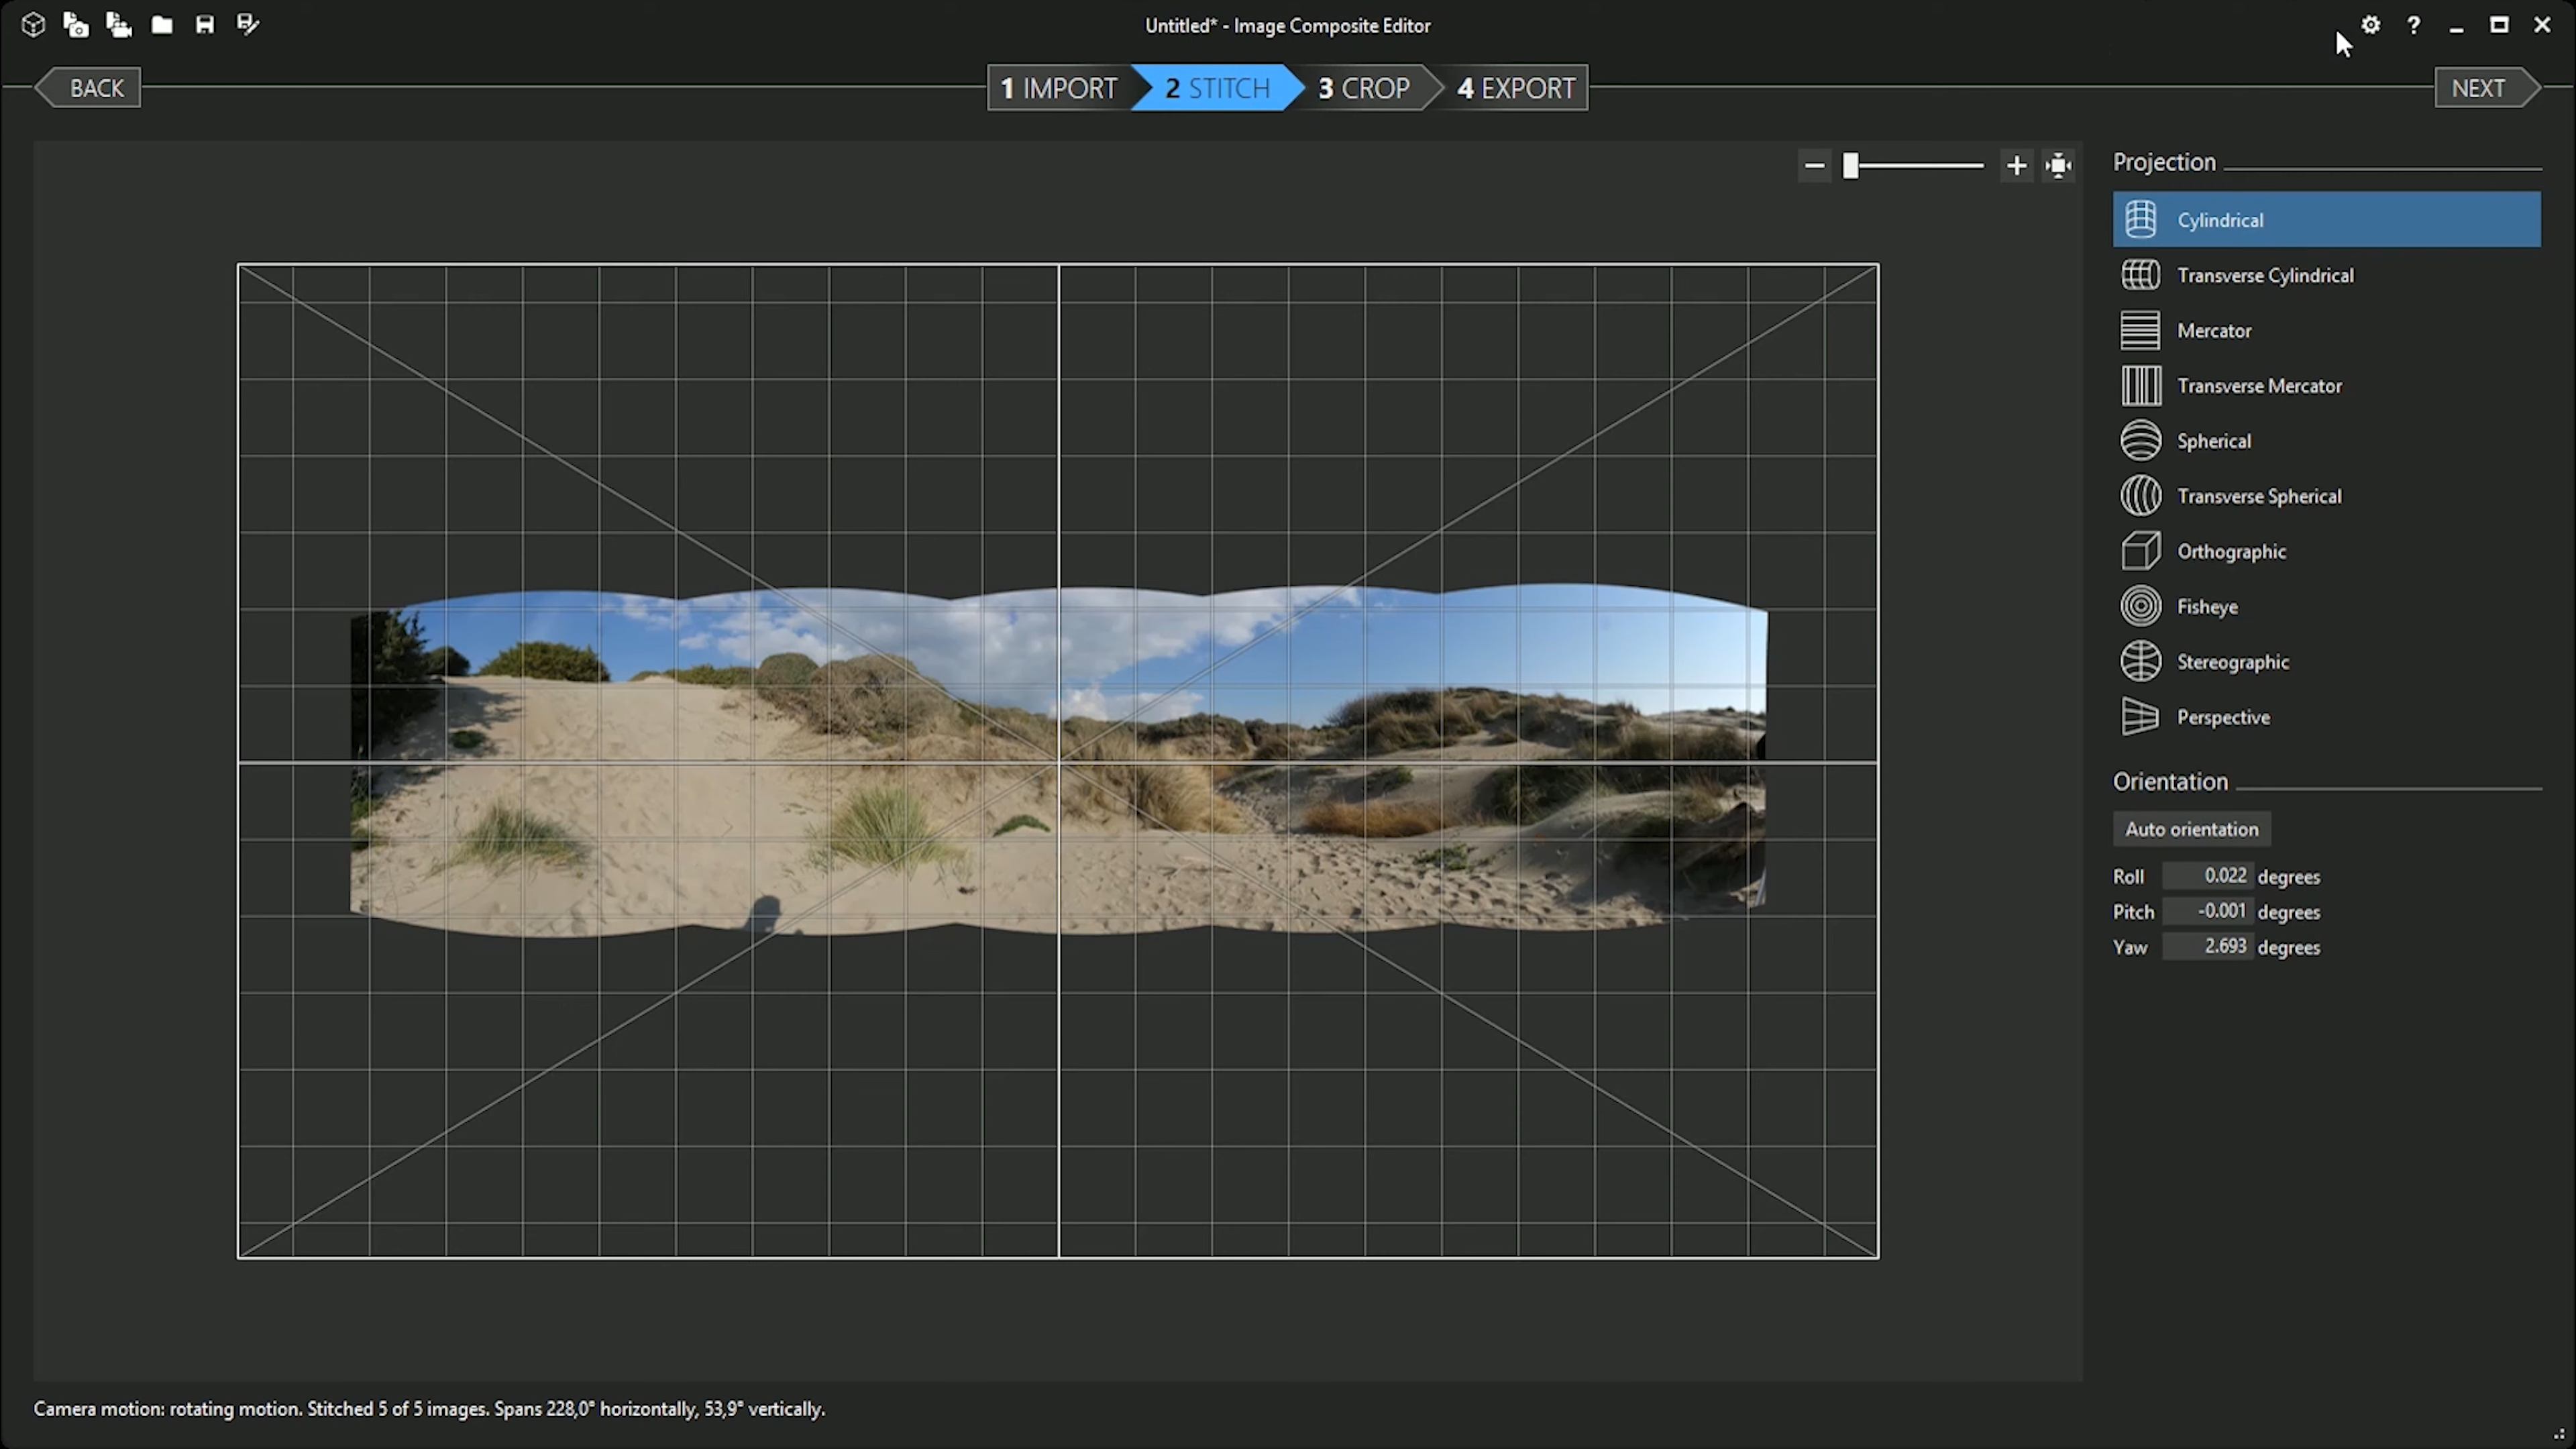 Untitled* - Image Composite Editor
BACK
1 IMPORT
2 STITCH
3 CROP
4 EXPORT
NEXT
Projection
Cylindrical
Transverse Cylindrical
Mercator
Transverse Mercator
Spherical
Transverse Spherical
Orthographic
Fisheye
Stereographic
Perspective
Orientation
Auto orientation
Roll 0.022 degrees
Pitch -0.001 degrees
Yaw 2.693 degrees
Camera motion: rotating motion. Stitched 5 of 5 images. Spans 228,0° horizontally, 53,9° vertically.